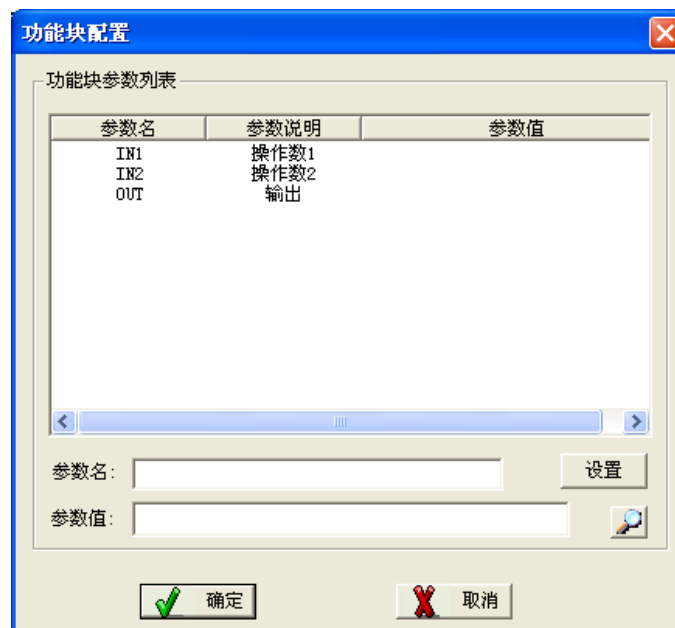 功能块配置
功能块参数列表
参数名 参数说明 参数值
IN1 操作数1
IN2 操作数2
OUT 输出
参数名: 设置
参数值:
确定 取消